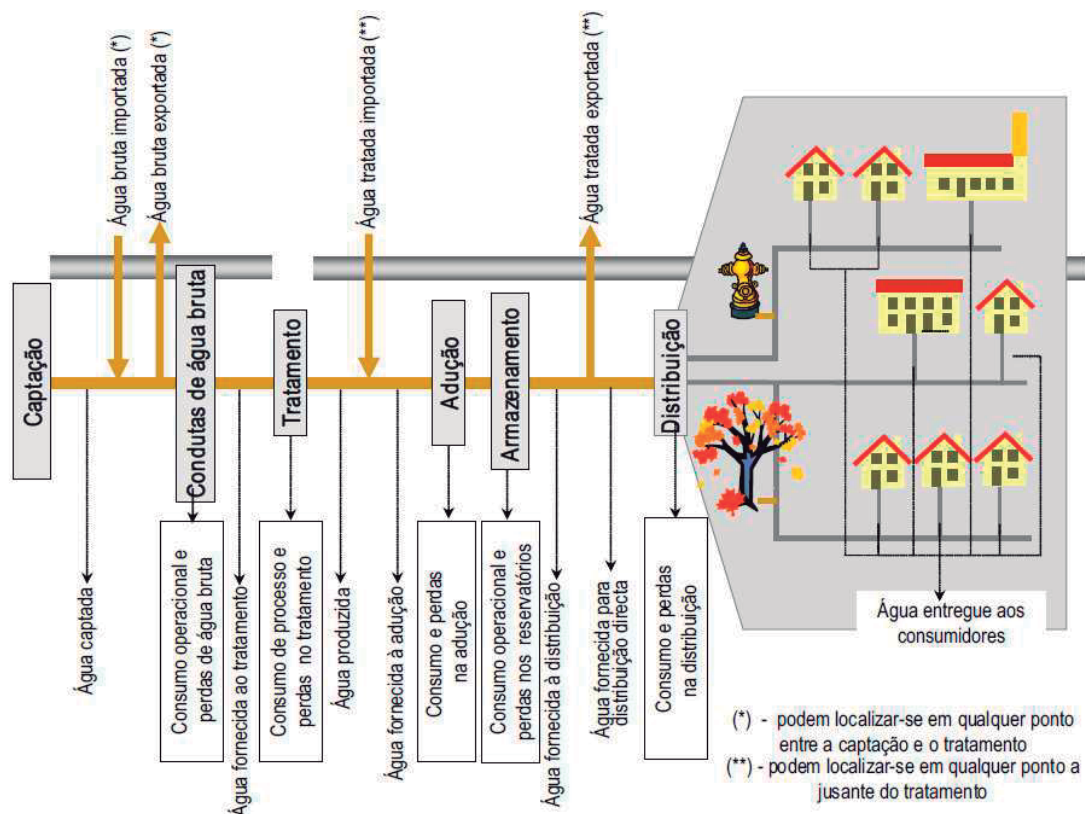 Água bruta importada (*)
Água bruta exportada (*)
Água tratada importada (**)
Água tratada exportada (**)
Captação
Condutas de água bruta
Tratamento
Adução
Armazenamento
Distribuição
Água captada
Consumo operacional e
perdas de água bruta
Água fornecida ao tratamento
Consumo de processo e
perdas no tratamento
Água produzida
Água fornecida à adução
Consumo e perdas
na adução
Consumo operacional e
perdas nos reservatórios
Água fornecida à distribuição
Água fornecida para
distribuição directa
Consumo e perdas
na distribuição
Água entregue aos
consumidores
(*) - podem localizar-se em qualquer ponto
entre a captação e o tratamento
(**) - podem localizar-se em qualquer ponto a
jusante do tratamento